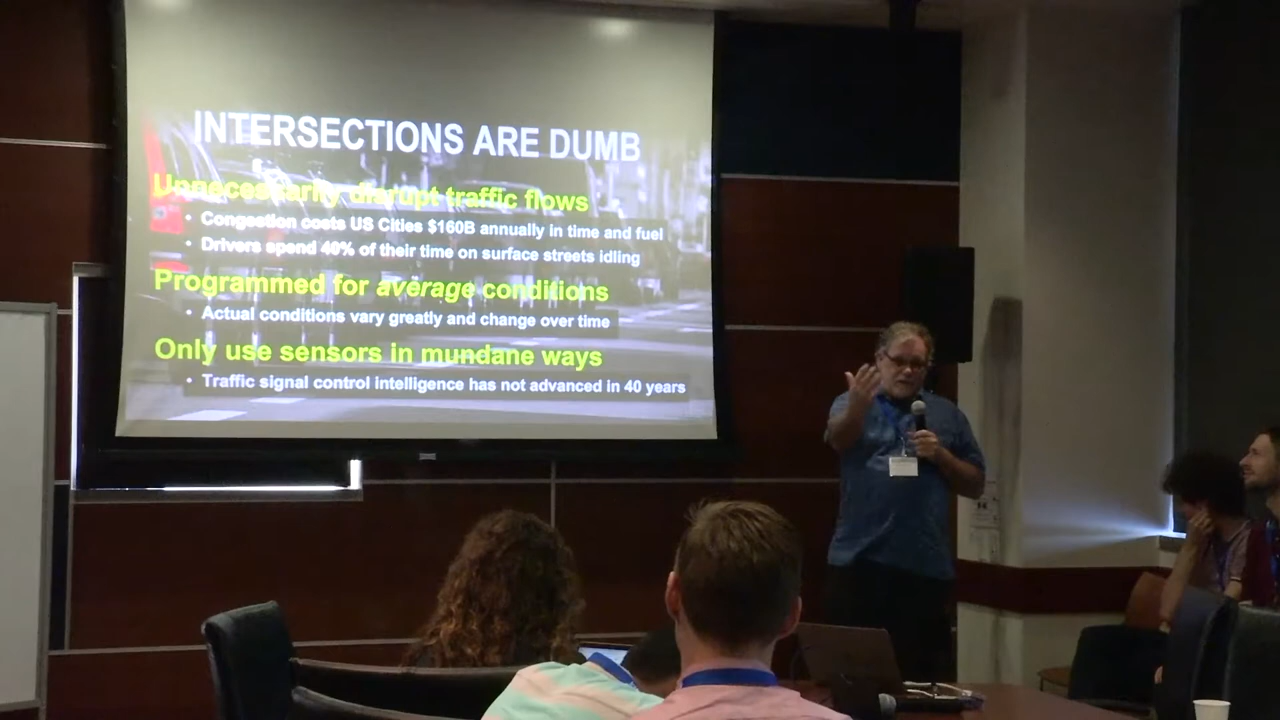 INTERSECTIONS ARE DUMB
Unnecessarily disrupt traffic flows
• Congestion costs US Cities $160B annually in time and fuel
• Drivers spend 40% of their time on surface streets idling
Programmed for average conditions
• Actual conditions vary greatly and change over time
Only use sensors in mundane ways
• Traffic signal control intelligence has not advanced in 40 years